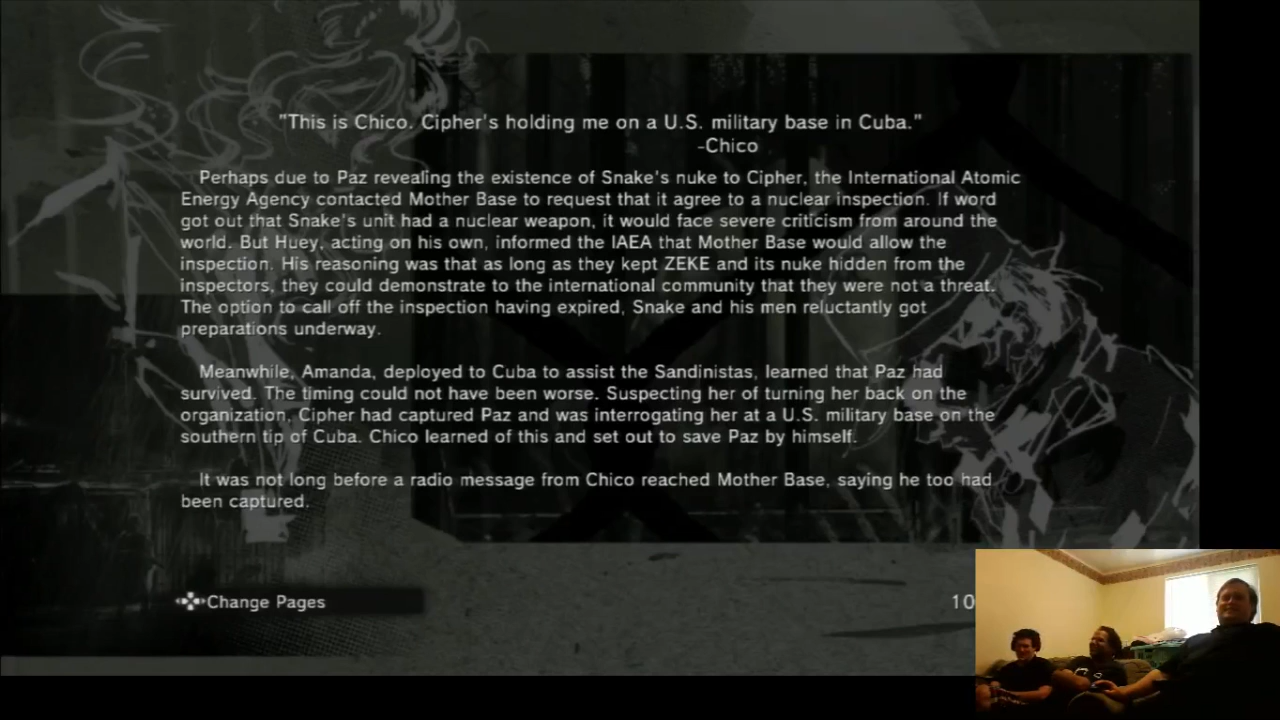 "This is Chico. Cipher's holding me on a U.S. military base in Cuba."
-Chico
Perhaps due to Paz revealing the existence of Snake's nuke to Cipher, the International Atomic
Energy Agency contacted Mother Base to request that it agree to a nuclear inspection. If word
got out that Snake's unit had a nuclear weapon, it would face severe criticism from around the
world. But Huey, acting on his own, informed the IAEA that Mother Base would allow the
inspection. His reasoning was that as long as they kept ZEKE and its nuke hidden from the
inspectors, they could demonstrate to the international community that they were not a threat.
The option to call off the inspection having expired, Snake and his men reluctantly got
preparations underway.
Meanwhile, Amanda, deployed to Cuba to assist the Sandinistas, learned that Paz had
survived. The timing could not have been worse. Suspecting her of turning her back on the
organization, Cipher had captured Paz and was interrogating her at a U.S. military base on the
southern tip of Cuba. Chico learned of this and set out to save Paz by himself.
It was not long before a radio message from Chico reached Mother Base, saying he too had
been captured.
Change Pages
10